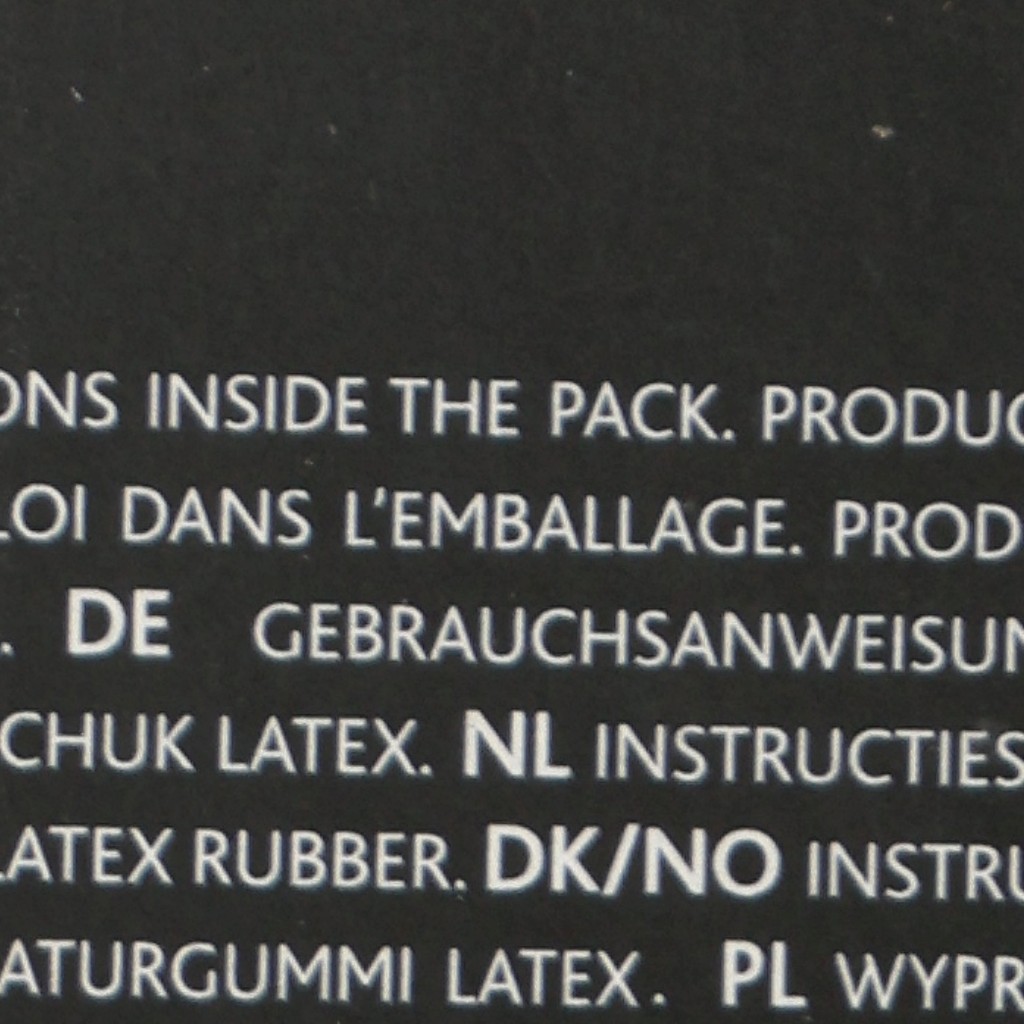 ONS INSIDE THE PACK. PRODUC
LOI DANS L'EMBALLAGE. PROD
. DE GEBRAUCHSANWEISUN
CHUK LATEX. NL INSTRUCTIES
LATEX RUBBER. DK/NO INSTRU
ATURGUMMI LATEX. PL WYPR